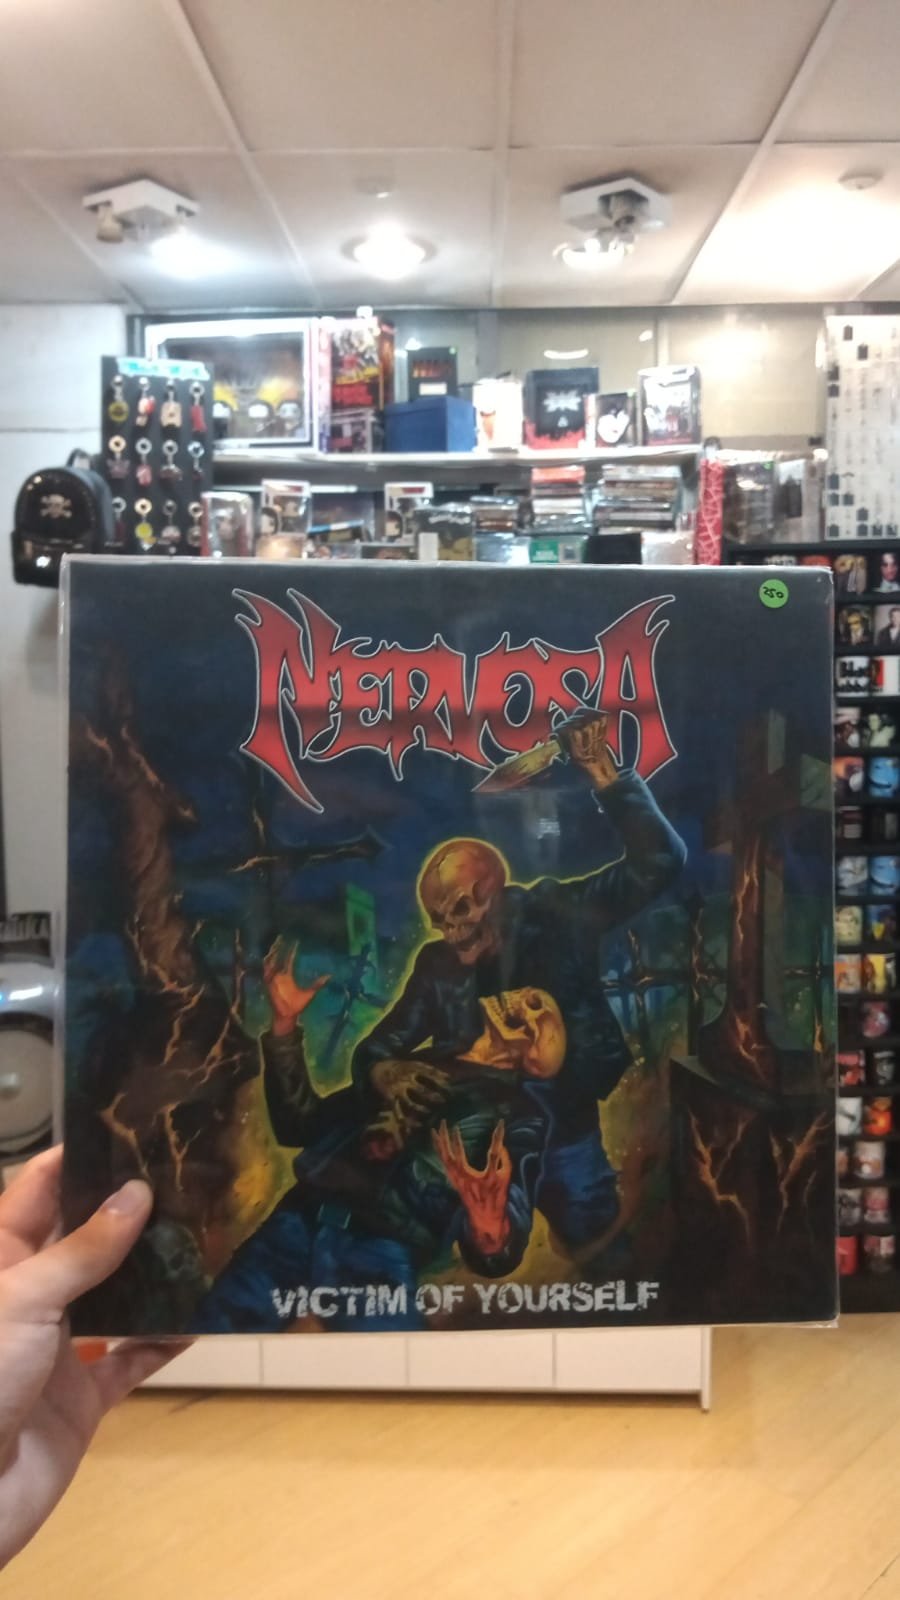 NERVOSA
250
VICTIM OF YOURSELF